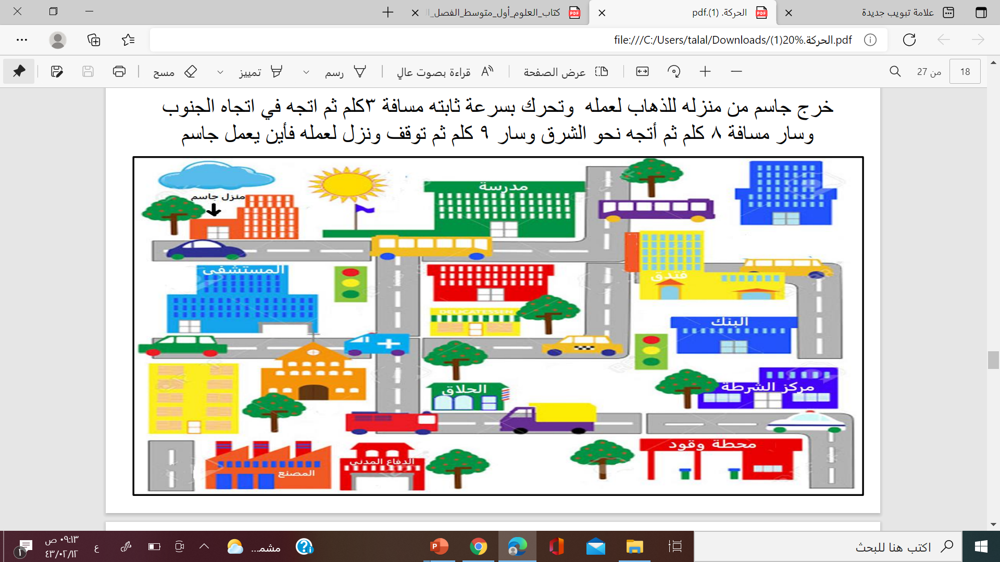 علامة تبويب جديدة
الحركة. (1).pdf
كتاب_العلوم_أول_متوسط_الفصل_ال
file:///C:/Users/talal/Downloads/(1)20%.الحركة.pdf
18
من 27
عرض الصفحة
قراءة بصوت عالٍ
رسم
تمييز
مسح
خرج جاسم من منزله للذهاب لعمله وتحرك بسرعة ثابته مسافة ٣كلم ثم اتجه في اتجاه الجنوب
وسار مسافة ٨ كلم ثم أتجه نحو الشرق وسار ٩ كلم ثم توقف ونزل لعمله فأين يعمل جاسم
مدرسة
منزل جاسم
المستشفى
فندق
DELICATESSEN
البنك
الحلاق
مركز الشرطة
محطة وقود
الدفاع المدني
المصنع
اكتب هنا للبحث
مشمـ...
ع
٠٩:١٣ ص
٤٣/٠٢/١٢
١